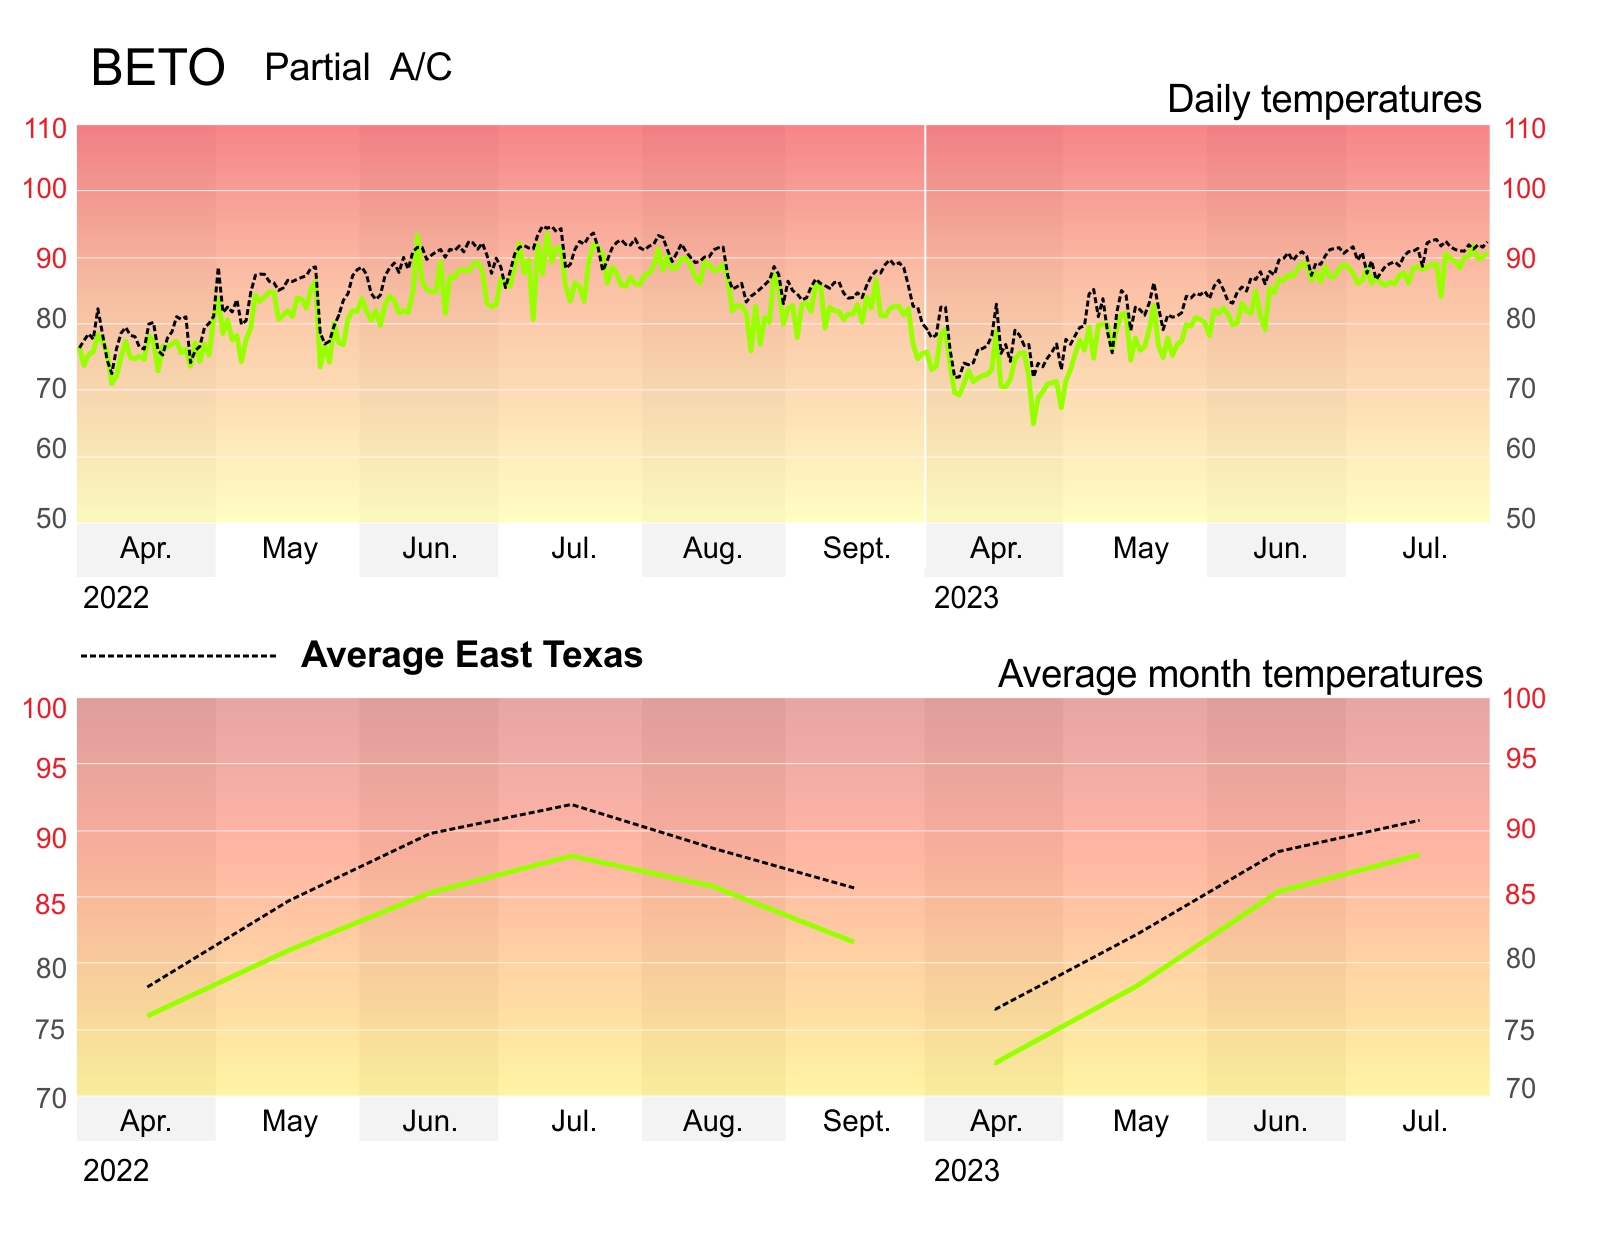 BETO Partial A/C
Daily temperatures
110 110
100 100
90 90
80 80
70 70
60 60
50 50
Apr. May Jun. Jul. Aug. Sept. Apr. May Jun. Jul.
2022 2023
Average East Texas
Average month temperatures
100 100
95 95
90 90
85 85
80 80
75 75
70 70
Apr. May Jun. Jul. Aug. Sept. Apr. May Jun. Jul.
2022 2023